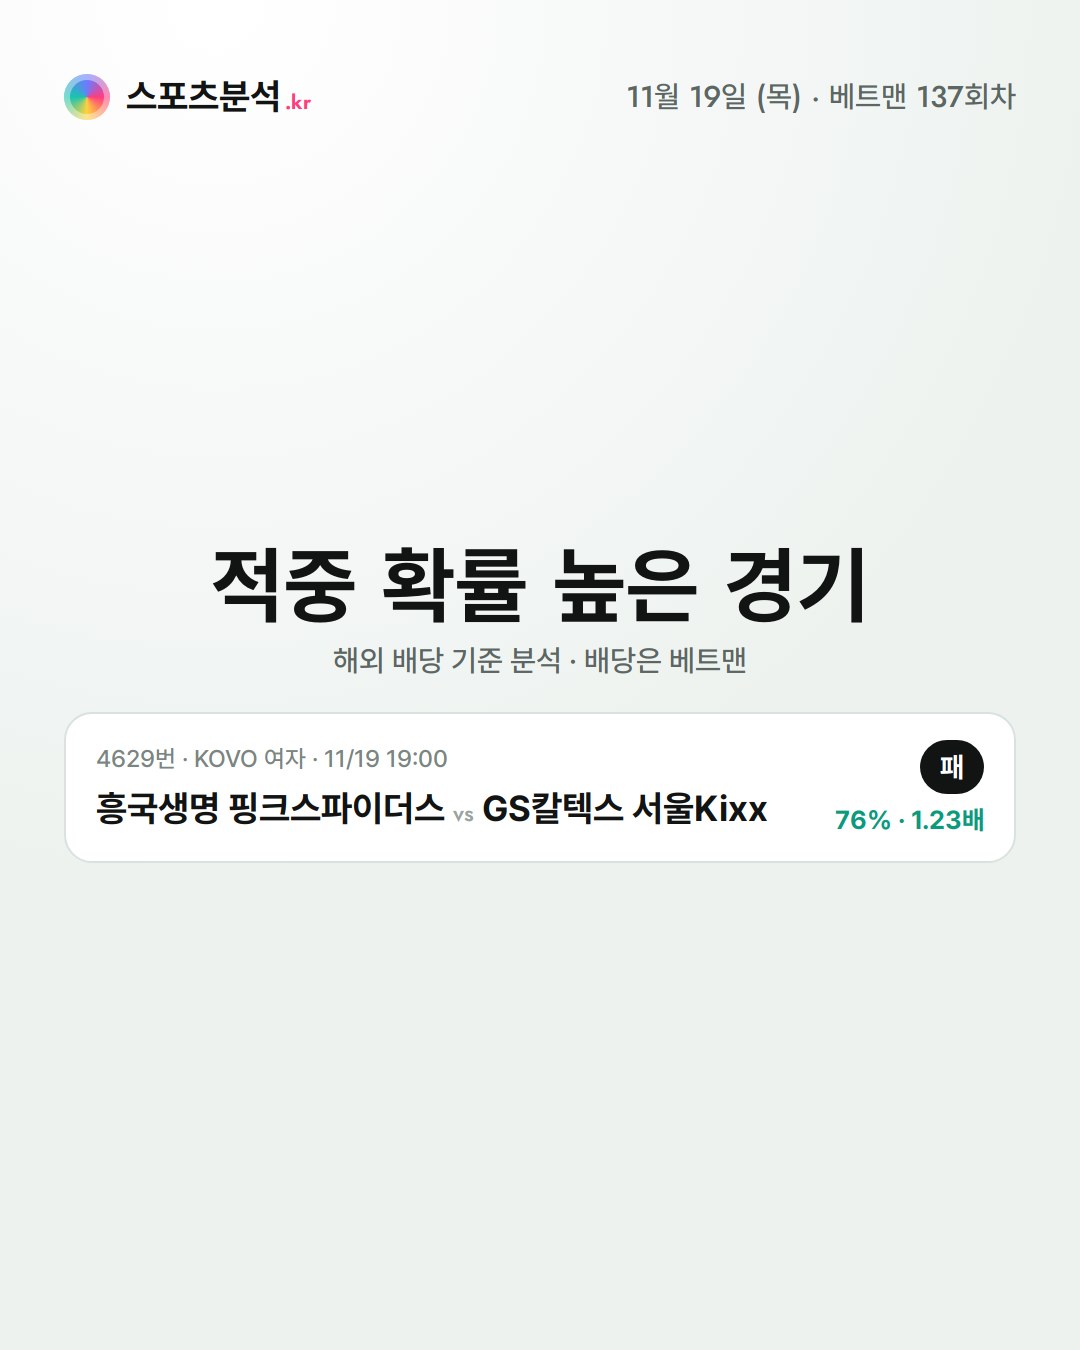 스포츠분석.kr
11월 19일 (목) · 베트맨 137회차
적중 확률 높은 경기
해외 배당 기준 분석 · 배당은 베트맨
4629번 · KOVO 여자 · 11/19 19:00
패
흥국생명 핑크스파이더스 vs GS칼텍스 서울Kixx
76% · 1.23배